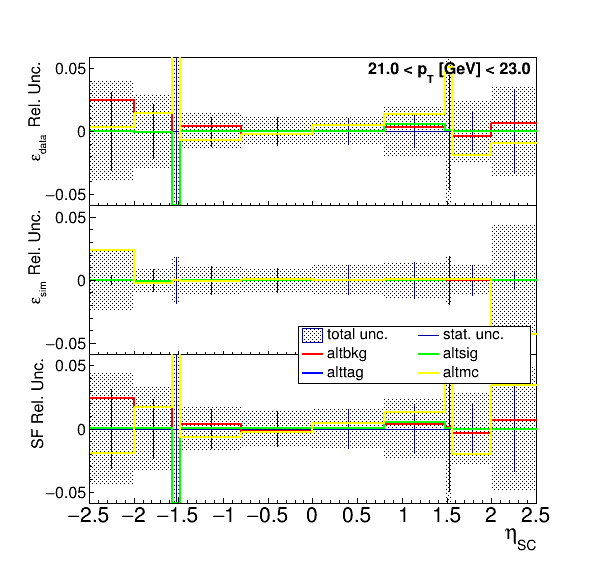 21.0 < p_T [GeV] < 23.0
ε_data Rel. Unc.
0.05
0
−0.05
ε_sim Rel. Unc.
0.05
0
−0.05
total unc.
stat. unc.
altbkg
altsig
alttag
altmc
SF Rel. Unc.
0.05
0
−0.05
−2.5 −2 −1.5 −1 −0.5 0 0.5 1 1.5 2 2.5
η_SC